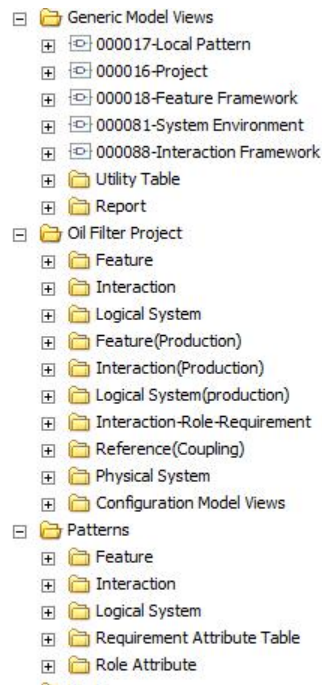 Generic Model Views
000017-Local Pattern
000016-Project
000018-Feature Framework
000081-System Environment
000088-Interaction Framework
Utility Table
Report
Oil Filter Project
Feature
Interaction
Logical System
Feature(Production)
Interaction(Production)
Logical System(production)
Interaction-Role-Requirement
Reference(Coupling)
Physical System
Configuration Model Views
Patterns
Feature
Interaction
Logical System
Requirement Attribute Table
Role Attribute